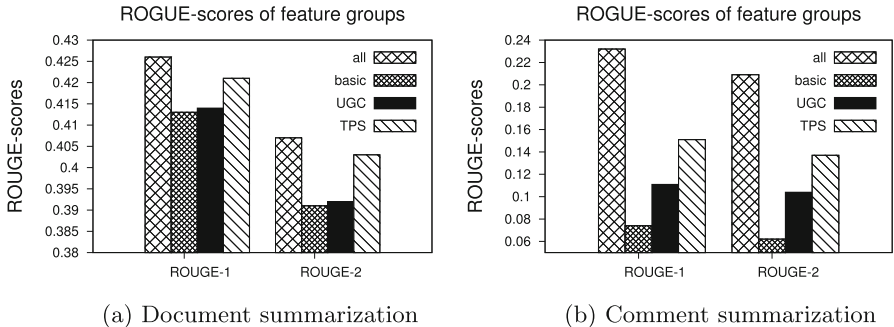 ROGUE-scores of feature groups
ROUGE-scores
0.43
0.425
0.42
0.415
0.41
0.405
0.4
0.395
0.39
0.385
0.38
all
basic
UGC
TPS
ROUGE-1
ROUGE-2
(a) Document summarization
ROGUE-scores of feature groups
ROUGE-scores
0.24
0.22
0.2
0.18
0.16
0.14
0.12
0.1
0.08
0.06
all
basic
UGC
TPS
ROUGE-1
ROUGE-2
(b) Comment summarization